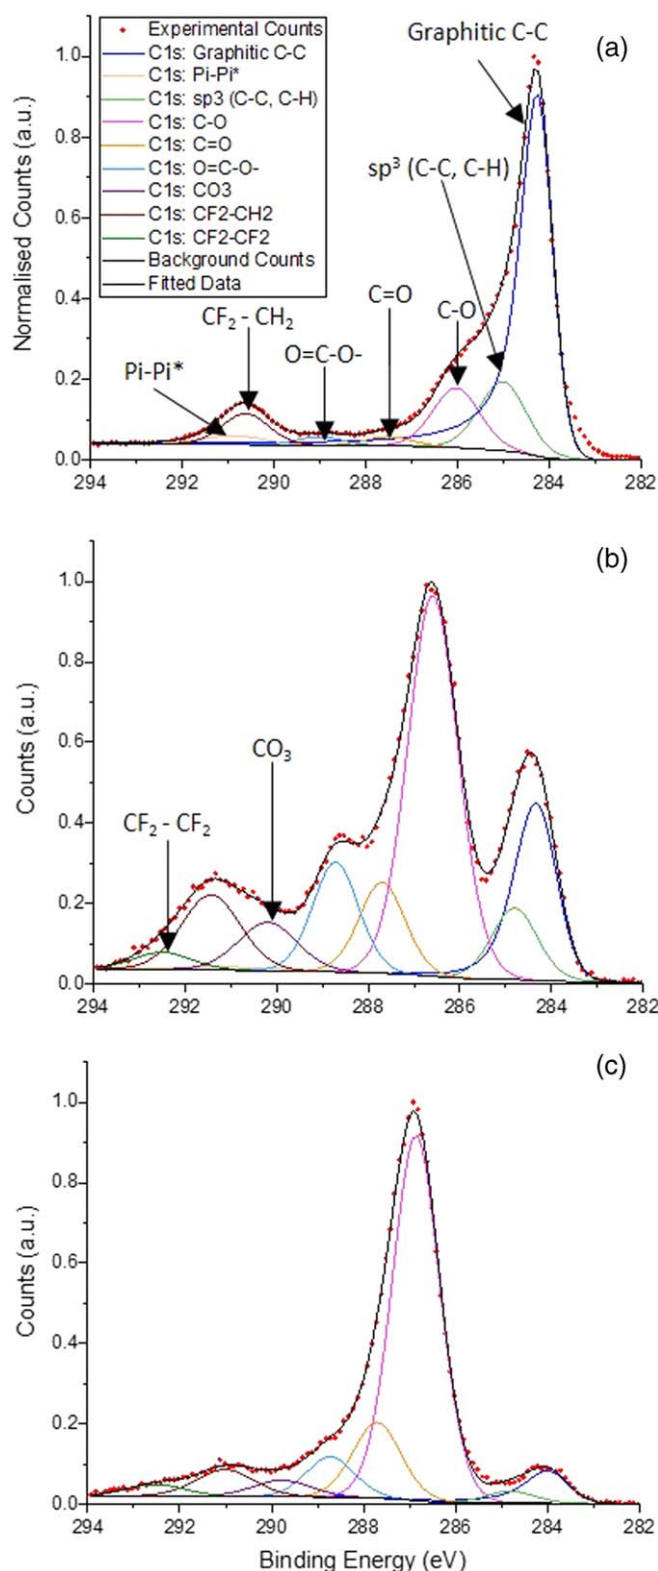 Experimental Counts
C1s: Graphitic C-C
C1s: Pi-Pi*
C1s: sp3 (C-C, C-H)
C1s: C-O
C1s: C=O
C1s: O=C-O-
C1s: CO3
C1s: CF2-CH2
C1s: CF2-CF2
Background Counts
Fitted Data
Graphitic C-C
(a)
sp³ (C-C, C-H)
C=O
C-O
CF₂ - CH₂
O=C-O-
Pi-Pi*
Normalised Counts (a.u.)
1.0
0.8
0.6
0.4
0.2
0.0
294 292 290 288 286 284 282
(b)
CO₃
CF₂ - CF₂
Counts (a.u.)
1.0
0.8
0.6
0.4
0.2
0.0
294 292 290 288 286 284 282
(c)
Counts (a.u.)
1.0
0.8
0.6
0.4
0.2
0.0
294 292 290 288 286 284 282
Binding Energy (eV)